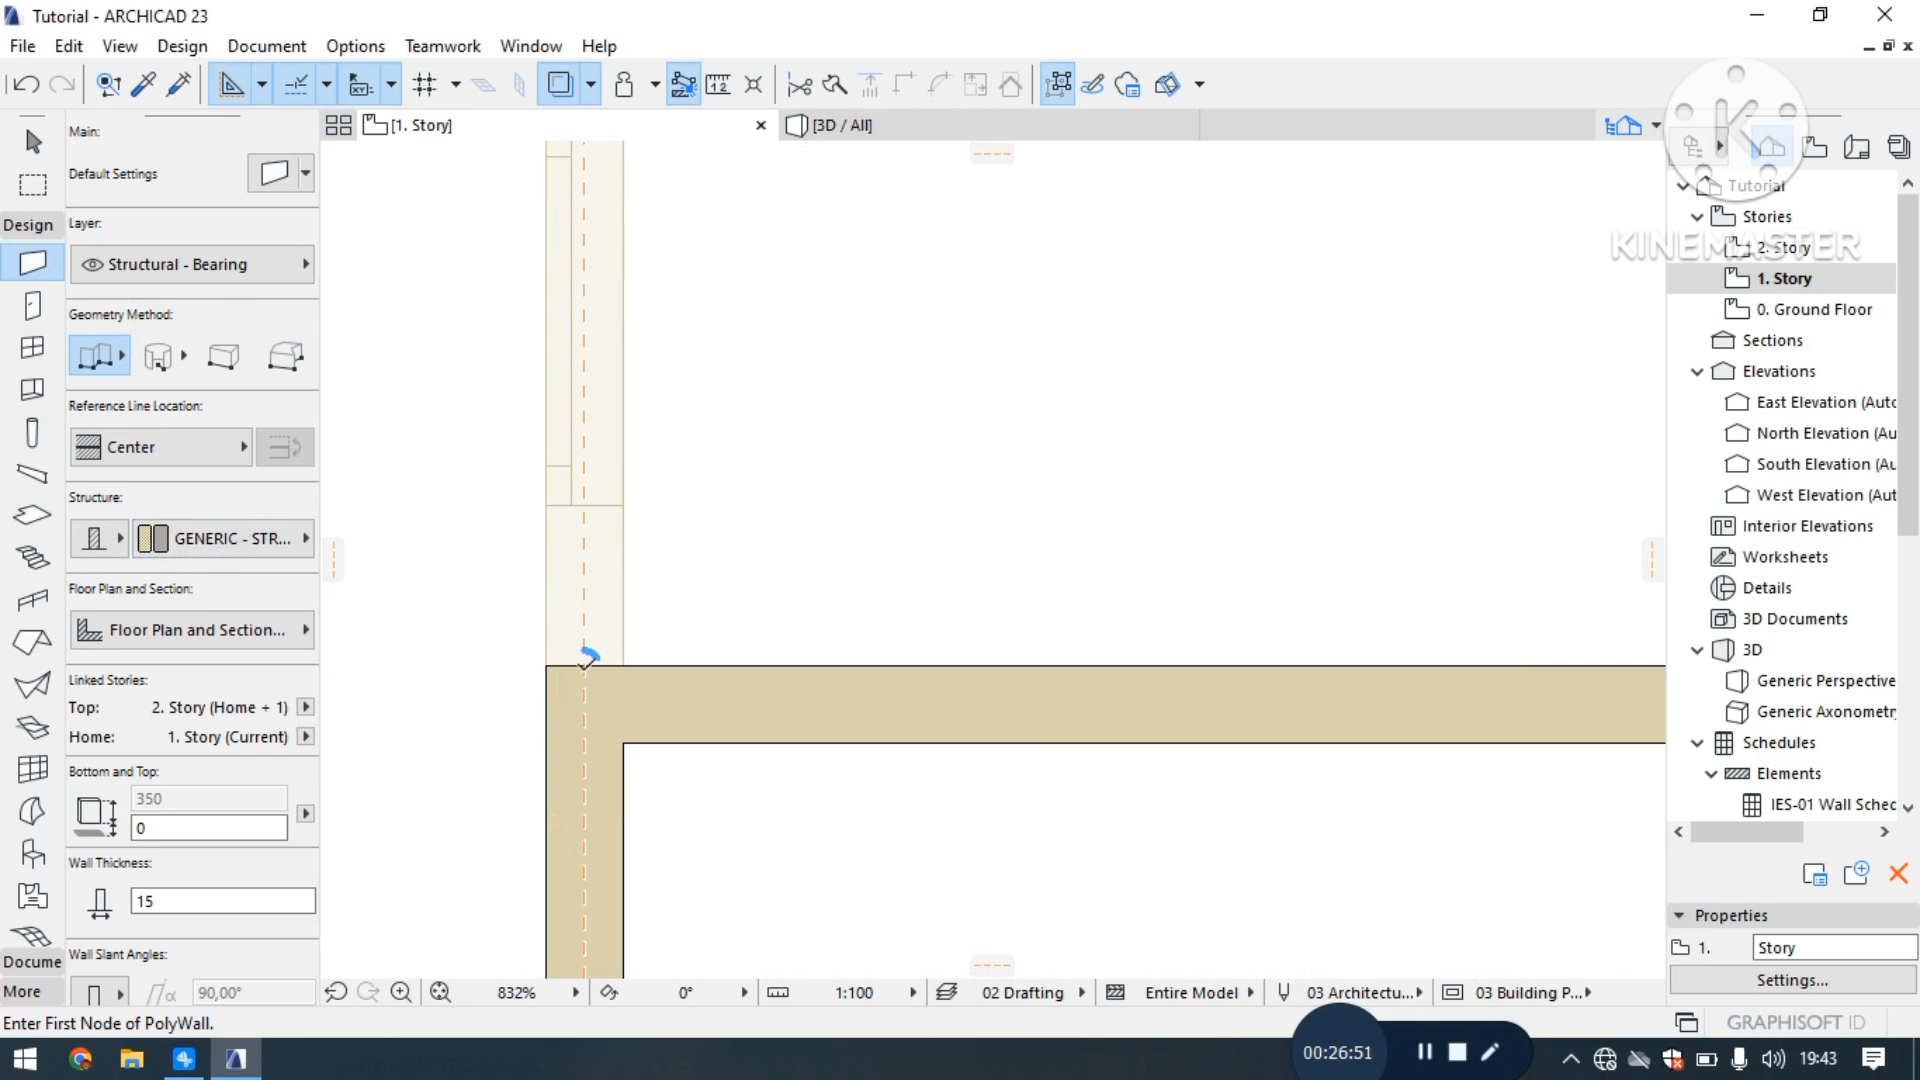 Tutorial - ARCHICAD 23
File Edit View Design Document Options Teamwork Window Help
Main:
[1. Story]
[3D / All]
Default Settings
Design
Layer:
Structural - Bearing
Geometry Method:
Reference Line Location:
Center
Structure:
GENERIC - STR...
Floor Plan and Section:
Floor Plan and Section...
Linked Stories:
Top: 2. Story (Home + 1)
Home: 1. Story (Current)
Bottom and Top:
350
0
Wall Thickness:
15
Wall Slant Angles:
90,00°
Docume
More
Tutorial
Stories
KINEMASTER
2. Story
1. Story
0. Ground Floor
Sections
Elevations
East Elevation (Auto
North Elevation (Au
South Elevation (Au
West Elevation (Aut
Interior Elevations
Worksheets
Details
3D Documents
3D
Generic Perspective
Generic Axonometr
Schedules
Elements
IES-01 Wall Sched
Properties
1. Story
Settings...
832% 0° 1:100 02 Drafting Entire Model 03 Architectu... 03 Building P...
Enter First Node of PolyWall.
GRAPHISOFT ID
00:26:51
19:43